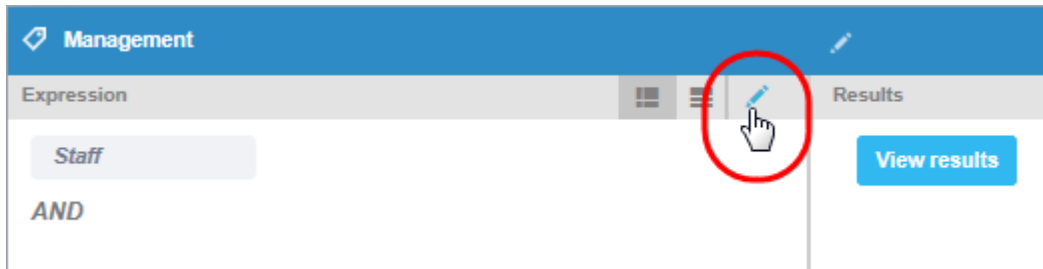 Management
Expression
Results
Staff
View results
AND